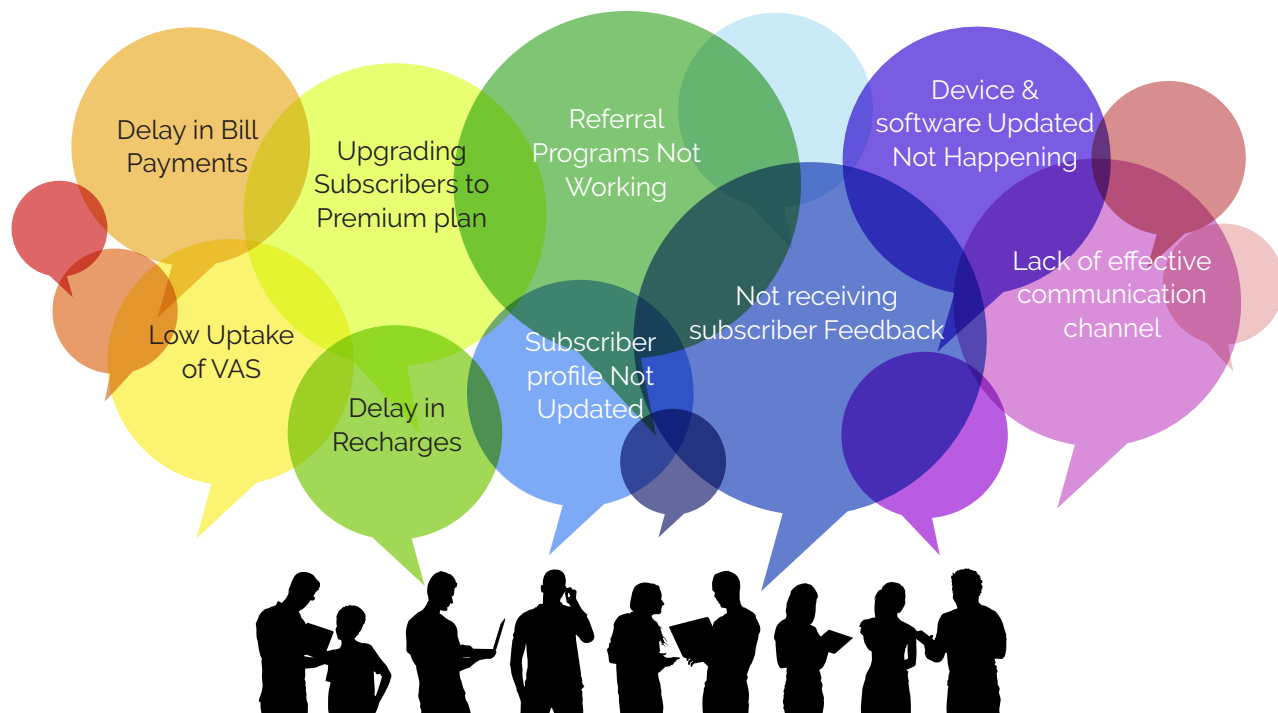 Delay in Bill
Payments
Upgrading
Subscribers to
Premium plan
Referral
Programs Not
Working
Device &
software Updated
Not Happening
Low Uptake
of VAS
Delay in
Recharges
Subscriber
profile Not
Updated
Not receiving
subscriber Feedback
Lack of effective
communication
channel